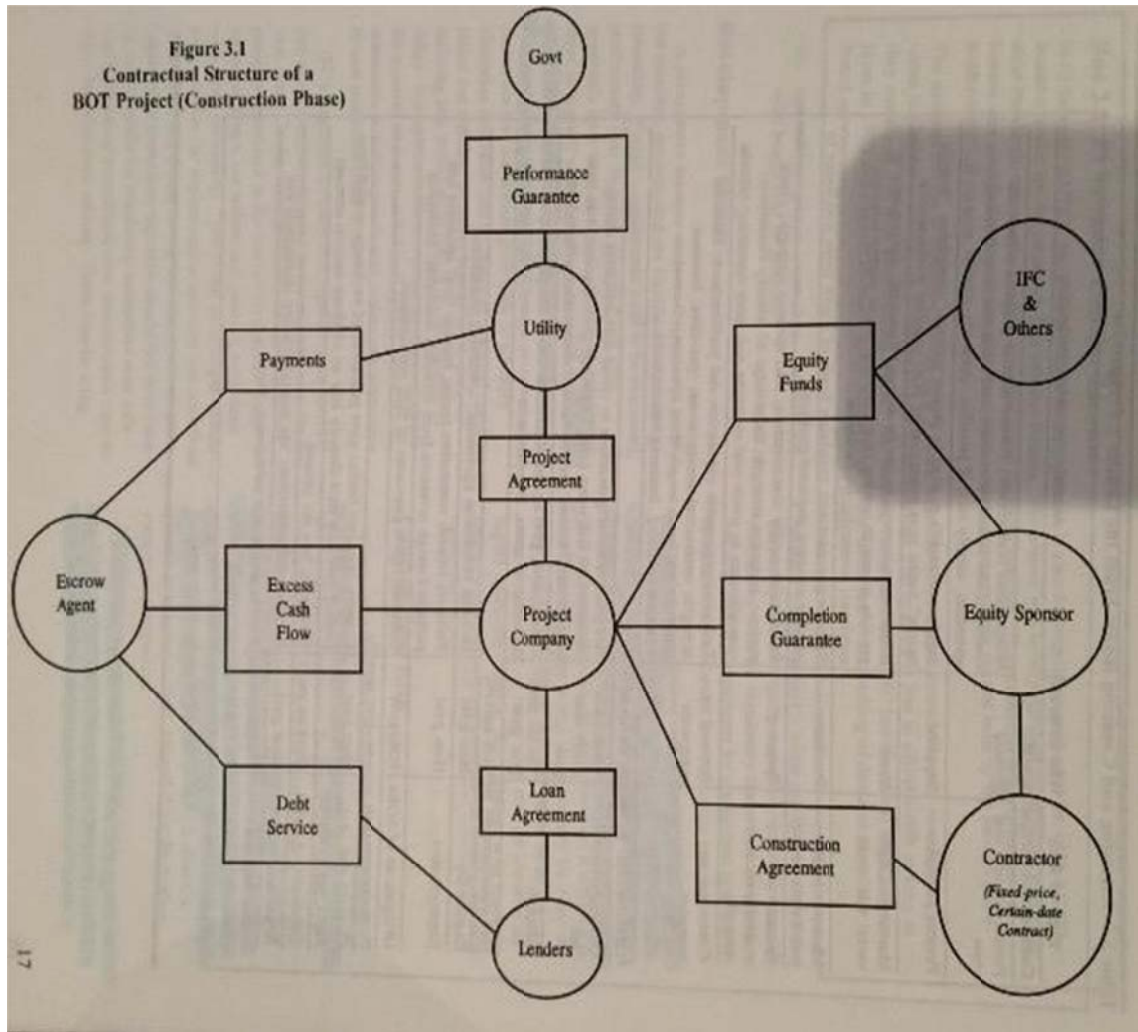 Figure 3.1
Contractual Structure of a
BOT Project (Construction Phase)
Govt
Performance
Guarantee
IFC
&
Others
Utility
Payments
Equity
Funds
Project
Agreement
Escrow
Agent
Excess
Cash
Flow
Project
Company
Completion
Guarantee
Equity Sponsor
Debt
Service
Loan
Agreement
Construction
Agreement
Contractor
(Fixed-price,
Certain-date
Contract)
Lenders
17